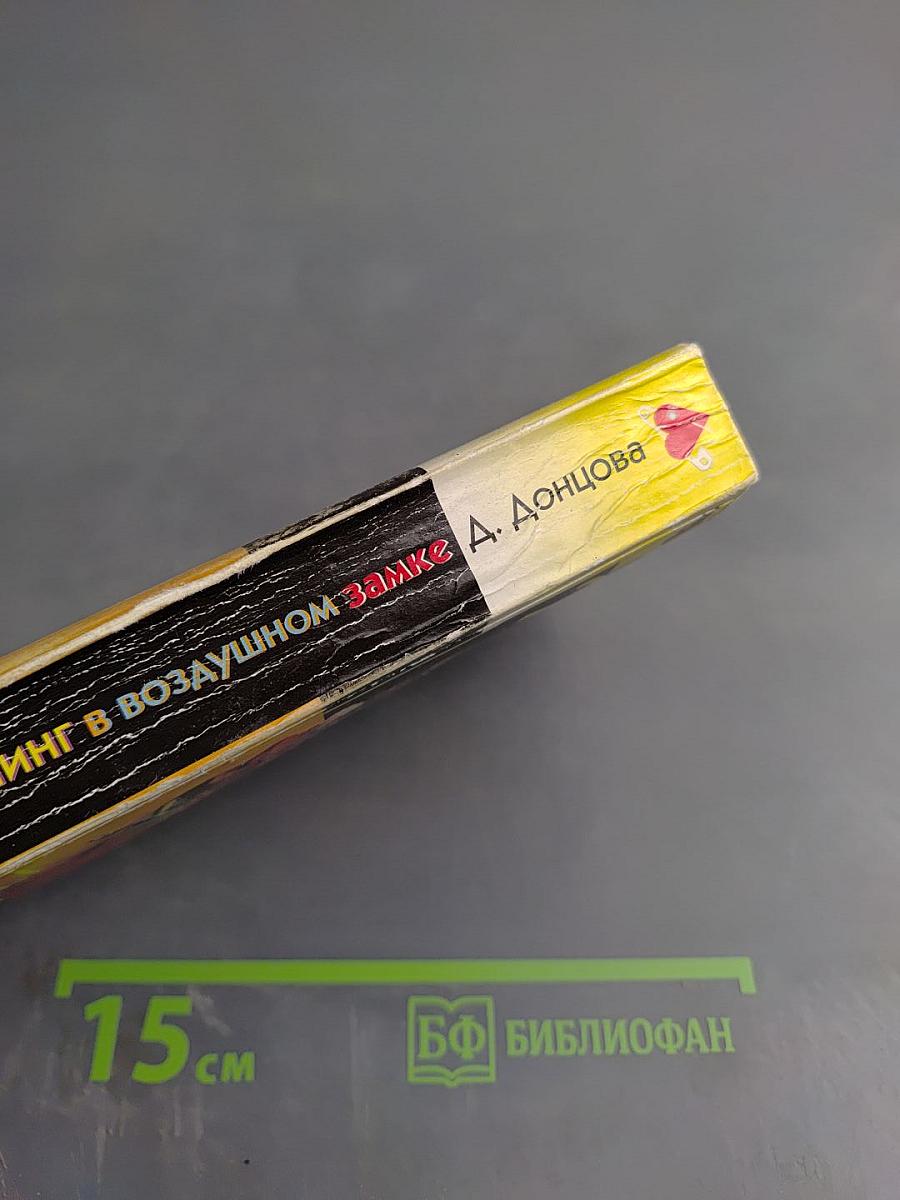 Д. Донцова
ИНГ В ВОЗДУШНОМ замке
15 см
БФ БИБЛИОФАН